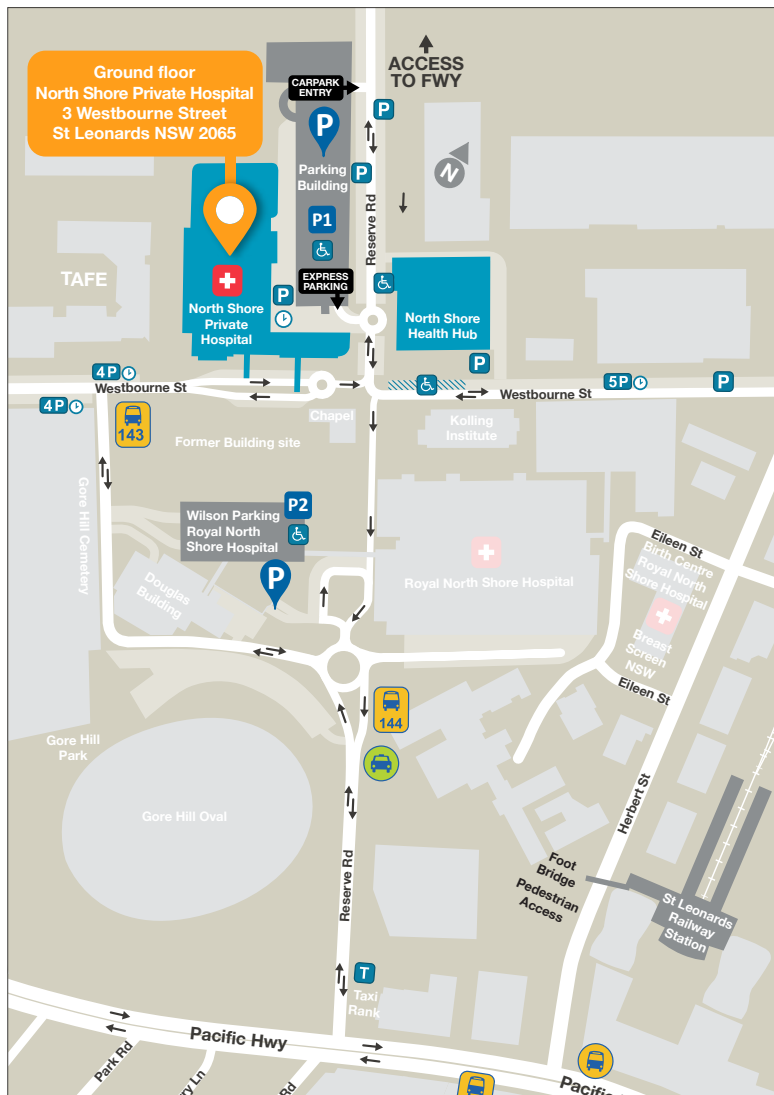 ACCESS
TO FWY
Ground floor
North Shore Private Hospital
3 Westbourne Street
St Leonards NSW 2065
CARPARK
ENTRY
P
P
Parking
Building
P
N
P1
Reserve Rd
TAFE
EXPRESS
PARKING
North Shore
Private
Hospital
P
North Shore
Health Hub
P
4P
Westbourne St
4P
Westbourne St
5P
P
143
Chapel
Former Building site
Kolling
Institute
Gore Hill Cemetery
Wilson Parking
Royal North
Shore Hospital
P2
P
Douglas
Building
Royal North Shore Hospital
Eileen St
Birth Centre
Royal North
Shore Hospital
Breast
Screen
NSW
Eileen St
144
Gore Hill
Park
Gore Hill Oval
Herbert St
Reserve Rd
Foot
Bridge
Pedestrian
Access
St Leonards
Railway
Station
T
Taxi
Rank
Pacific Hwy
Park Rd
ry Ln
Rd
Pacific